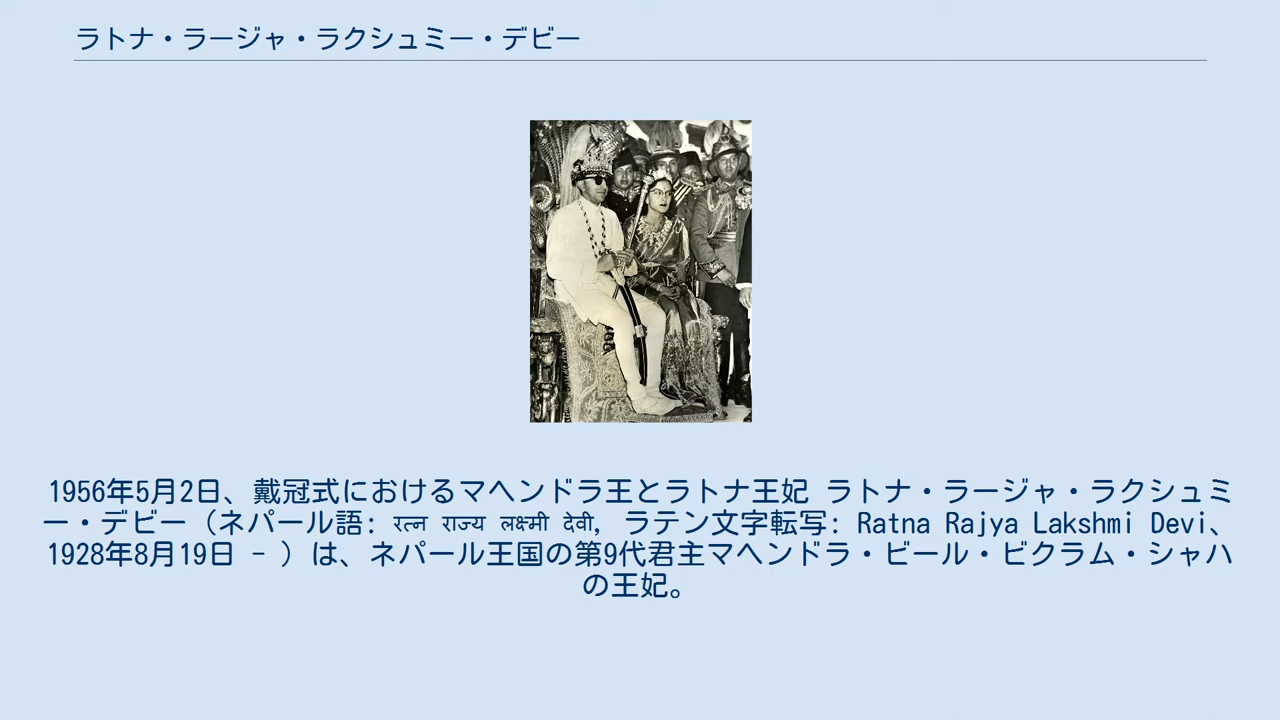 ラトナ・ラージャ・ラクシュミー・デビー
1956年5月2日、戴冠式におけるマヘンドラ王とラトナ王妃 ラトナ・ラージャ・ラクシュミ
ー・デビー（ネパール語: रत्न राज्य लक्ष्मी देवी, ラテン文字転写: Ratna Rajya Lakshmi Devi、
1928年8月19日 - ）は、ネパール王国の第9代君主マヘンドラ・ビール・ビクラム・シャハ
の王妃。